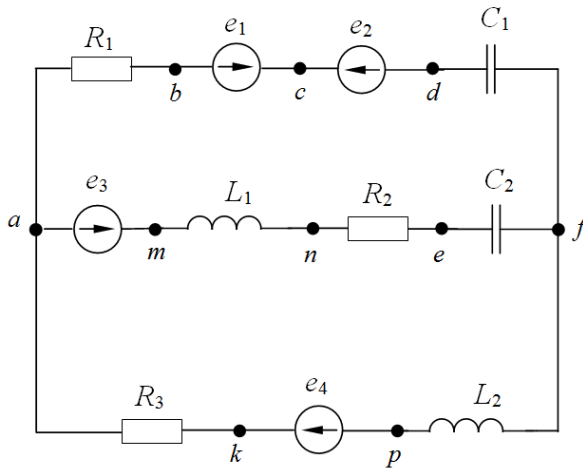 R₁ e₁ e₂ C₁
b c d
e₃ L₁ R₂ C₂
a m n e f
R₃ e₄ L₂
k p